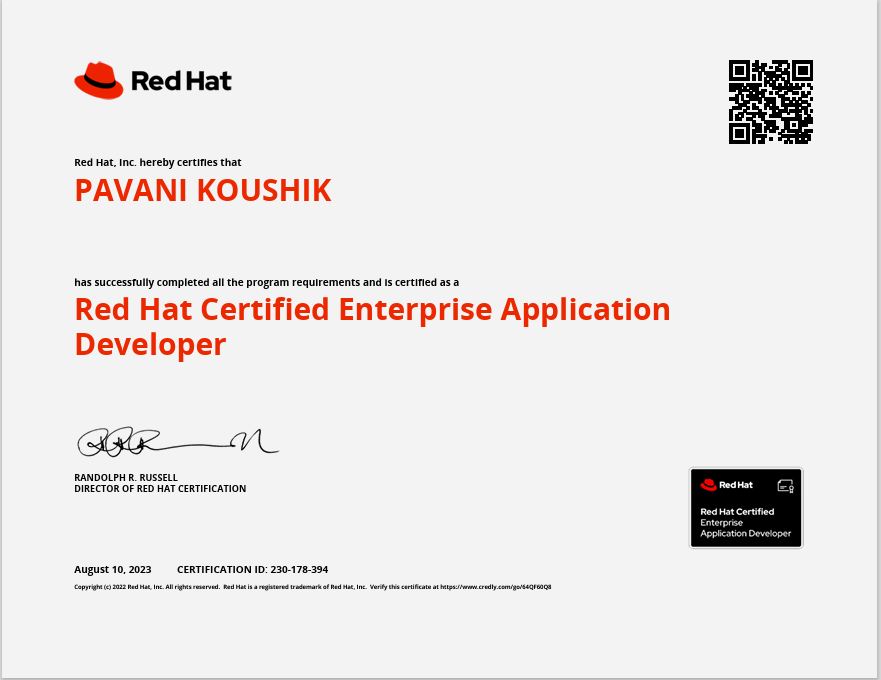 Red Hat
Red Hat, Inc. hereby certifies that
PAVANI KOUSHIK
has successfully completed all the program requirements and is certified as a
Red Hat Certified Enterprise Application
Developer
RANDOLPH R. RUSSELL
DIRECTOR OF RED HAT CERTIFICATION
Red Hat
Red Hat Certified
Enterprise
Application Developer
August 10, 2023 CERTIFICATION ID: 230-178-394
Copyright (c) 2022 Red Hat, Inc. All rights reserved. Red Hat is a registered trademark of Red Hat, Inc. Verify this certificate at https://www.credly.com/go/64QF60Q8